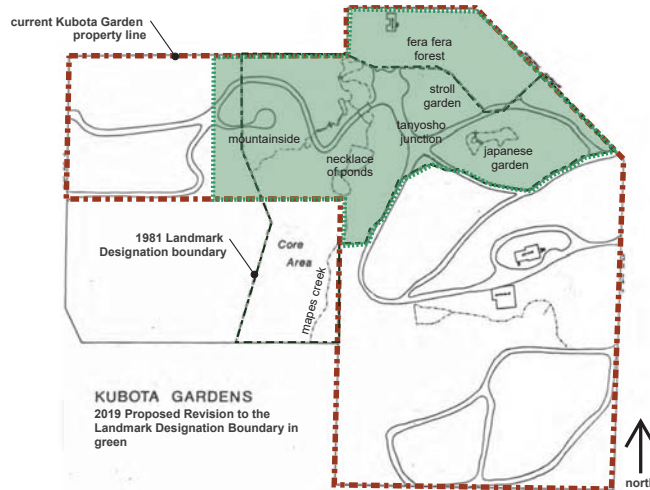 current Kubota Garden
property line
fera fera
forest
stroll
garden
tanyosho
junction
mountainside
japanese
garden
necklace
of ponds
1981 Landmark
Designation boundary
Core
Area
mapes creek
KUBOTA GARDENS
2019 Proposed Revision to the
Landmark Designation Boundary in
green
north